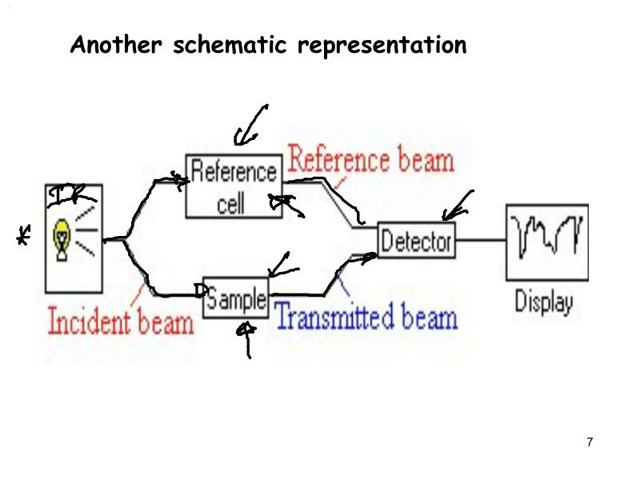 Another schematic representation
IR
Reference beam
Reference
cell
Detector
Sample
Incident beam
Transmitted beam
Display
7